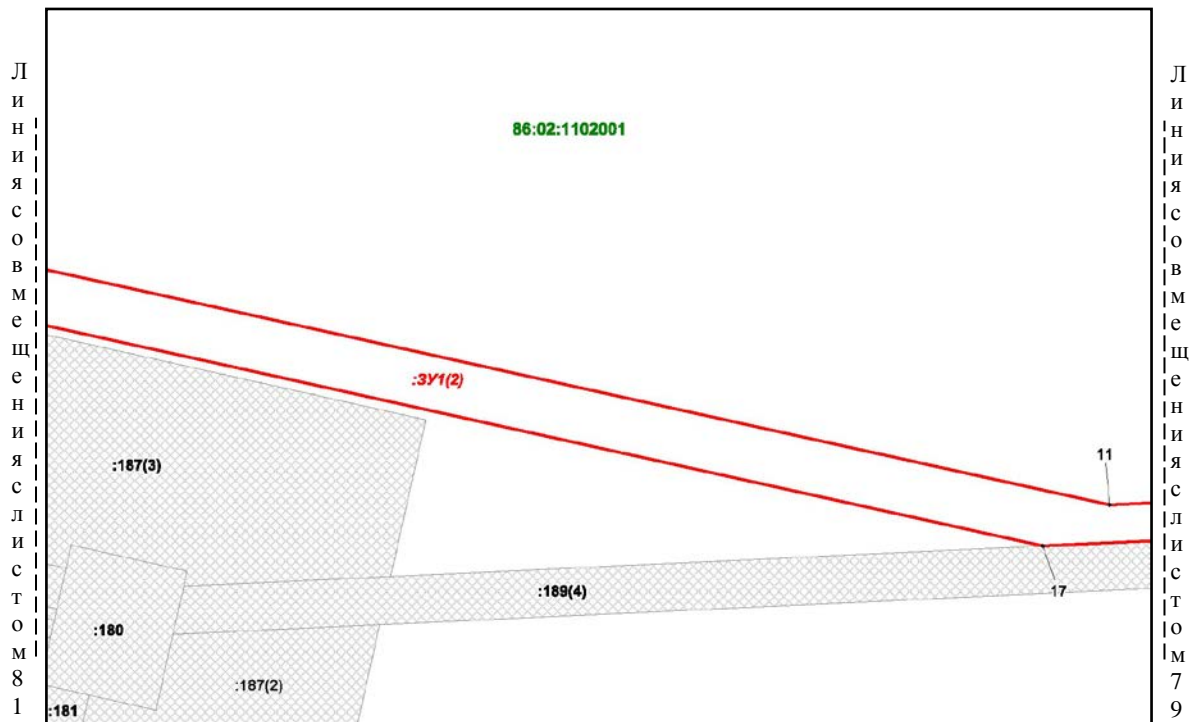 Линия совмещения с листом 81
86:02:1102001
:ЗУ1(2)
:187(3)
11
:189(4)
17
:180
:187(2)
:181
Линия совмещения с листом 79